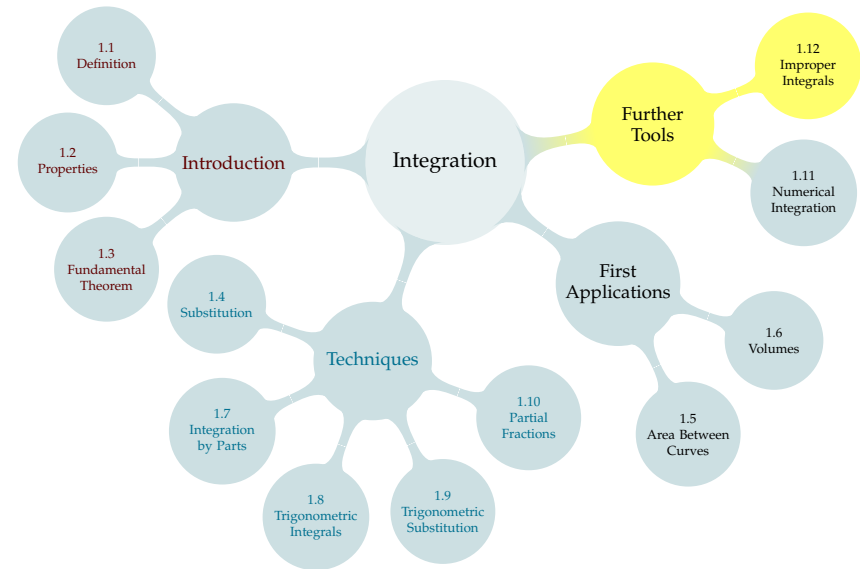 Integration
Introduction
1.1
Definition
1.2
Properties
1.3
Fundamental
Theorem
Techniques
1.4
Substitution
1.7
Integration
by Parts
1.8
Trigonometric
Integrals
1.9
Trigonometric
Substitution
1.10
Partial
Fractions
First
Applications
1.5
Area Between
Curves
1.6
Volumes
Further
Tools
1.11
Numerical
Integration
1.12
Improper
Integrals